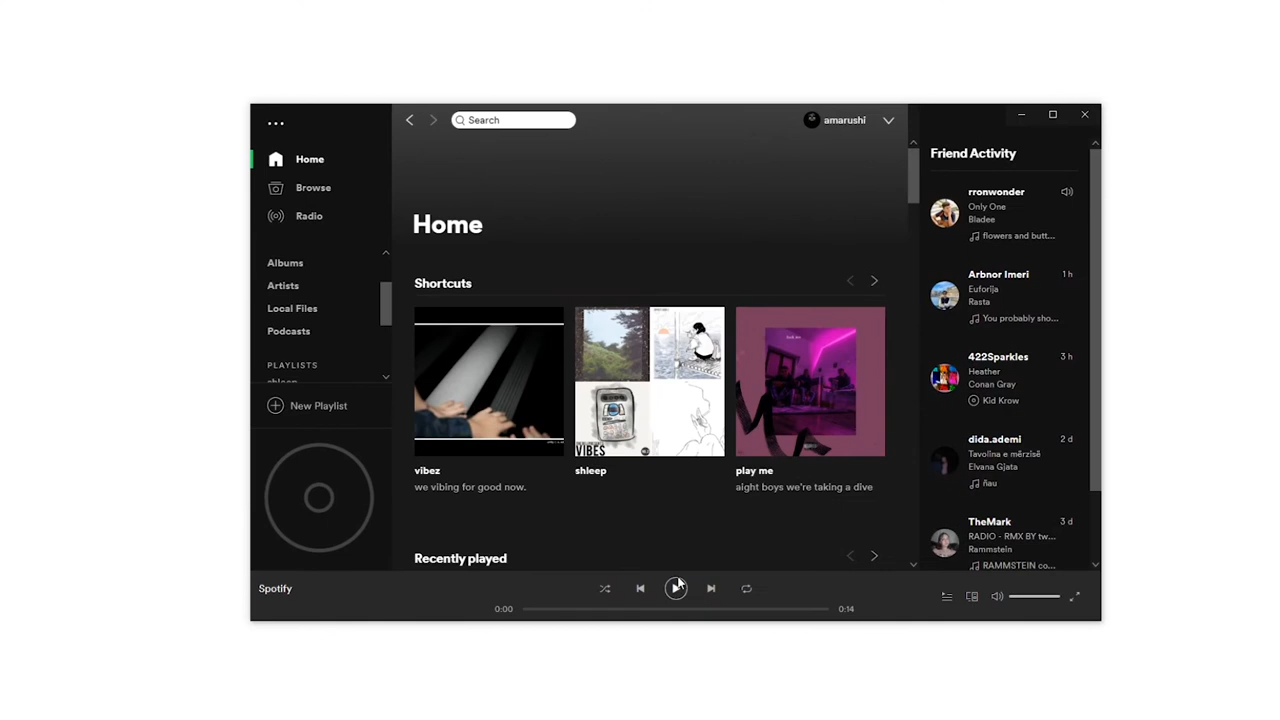 Search
amarushi
Home
Browse
Radio
Albums
Artists
Local Files
Podcasts
PLAYLISTS
shleep
New Playlist
Spotify
Home
Shortcuts
vibez
we vibing for good now.
VIBES
shleep
play me
aight boys we're taking a dive
Recently played
Friend Activity
rronwonder
Only One
Bladee
flowers and butt...
Arbnor Imeri 1 h
Euforija
Rasta
You probably sho...
422Sparkles 3 h
Heather
Conan Gray
Kid Krow
dida.ademi 2 d
Tavolina e mërzisë
Elvana Gjata
ñau
TheMark 3 d
RADIO - RMX BY tw...
Rammstein
RAMMSTEIN co...
0:00
0:14